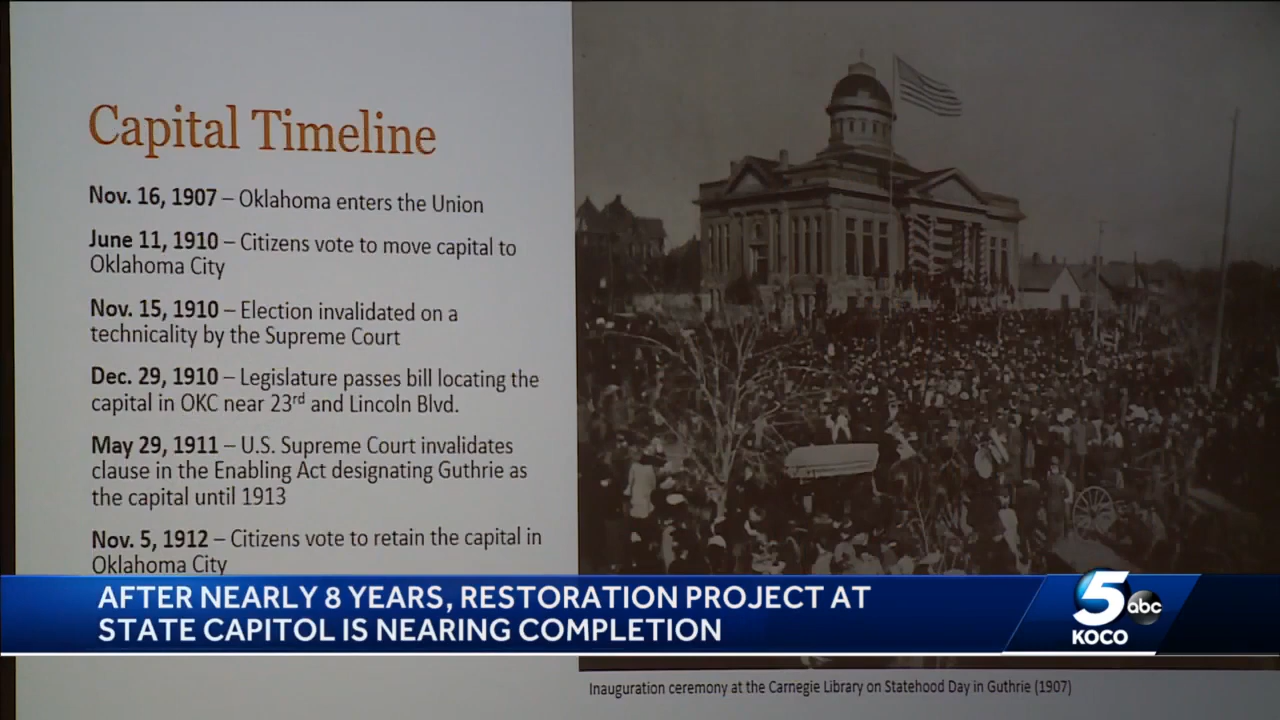 Capital Timeline
Nov. 16, 1907 – Oklahoma enters the Union
June 11, 1910 – Citizens vote to move capital to
Oklahoma City
Nov. 15, 1910 – Election invalidated on a
technicality by the Supreme Court
Dec. 29, 1910 – Legislature passes bill locating the
capital in OKC near 23rd and Lincoln Blvd.
May 29, 1911 – U.S. Supreme Court invalidates
clause in the Enabling Act designating Guthrie as
the capital until 1913
Nov. 5, 1912 – Citizens vote to retain the capital in
Oklahoma City
AFTER NEARLY 8 YEARS, RESTORATION PROJECT AT
STATE CAPITOL IS NEARING COMPLETION
5 abc
KOCO
Inauguration ceremony at the Carnegie Library on Statehood Day in Guthrie (1907)